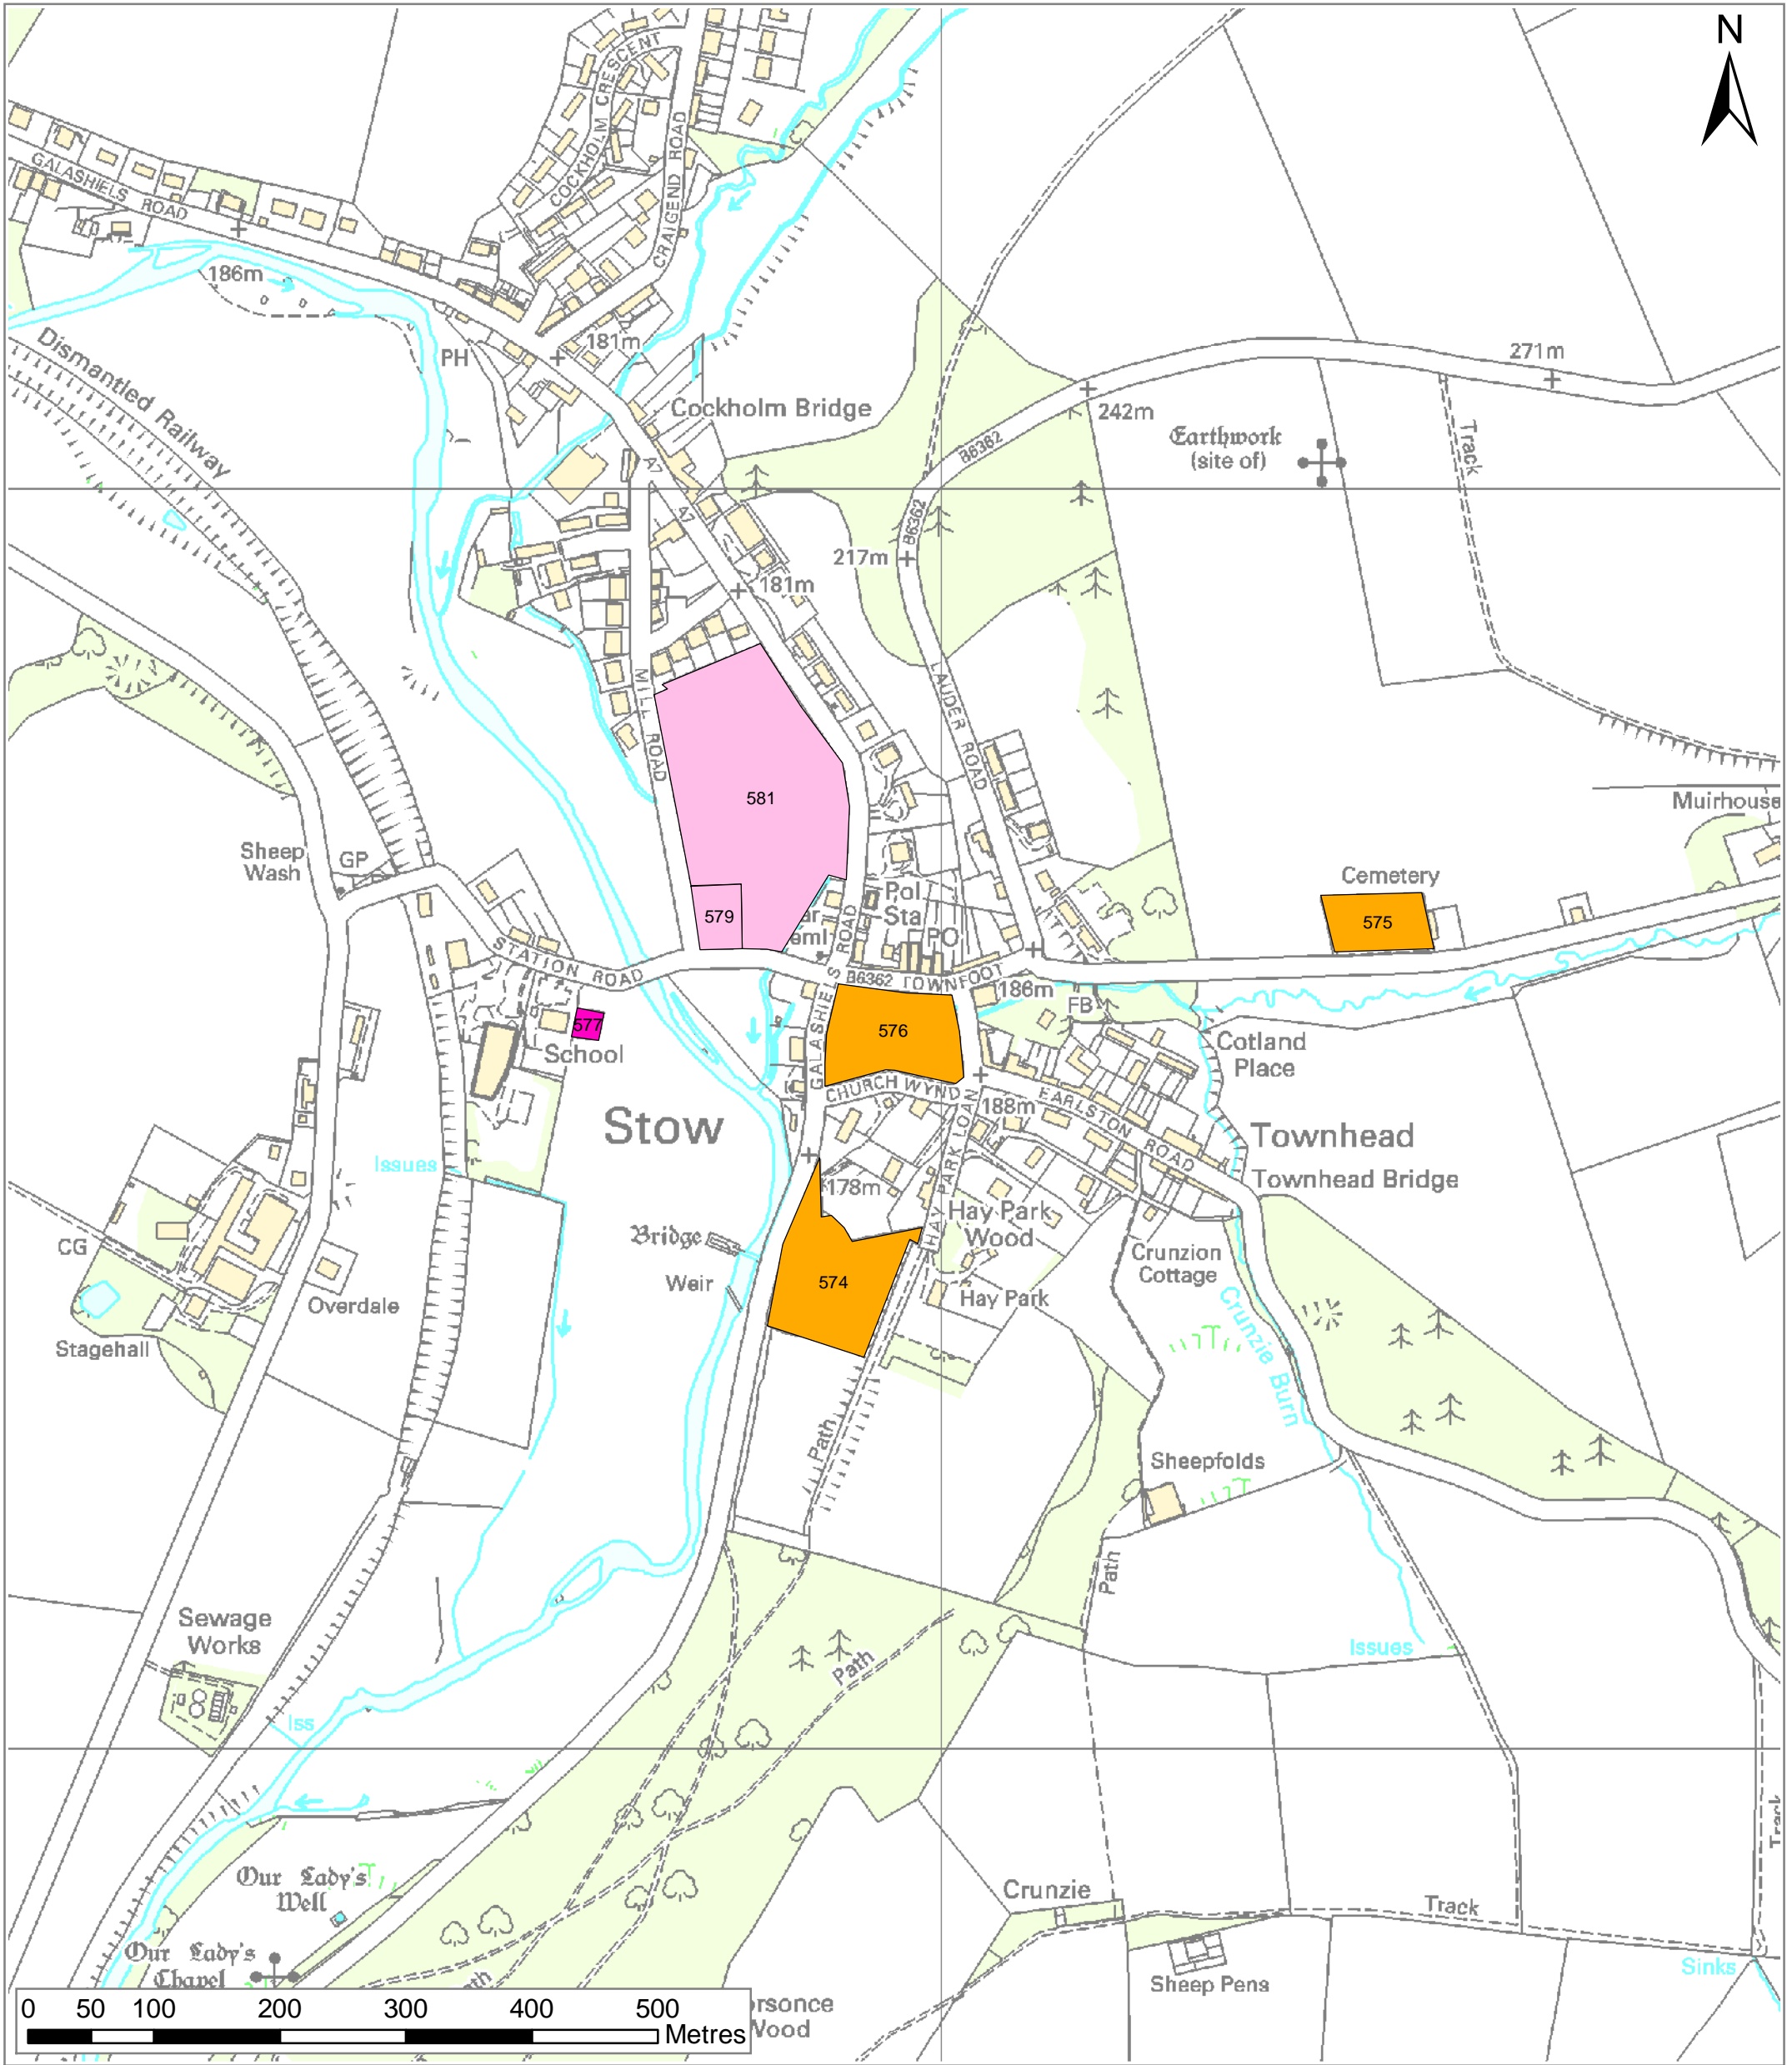 N
COCKHOLM CRESCENT
CRAIGEND ROAD
GALASHIELS ROAD
186m
Dismantled Railway
PH
181m
Cockholm Bridge
A7
A7
B6362
B6362
242m
271m
Track
Earthwork
(site of)
217m
181m
MILL ROAD
LAUDER ROAD
581
579
Sheep
Wash
GP
Pol
Sta
PO
Cemetery
575
Muirhouse
STATION ROAD
B6362 TOWNFOOT
186m
FB
577
School
576
GALASHIELS ROAD
CHURCH WYND
Cotland
Place
Stow
188m
EARLSTON ROAD
HAY PARK LOAN
Townhead
Townhead Bridge
Issues
178m
Bridge
Hay Park
Wood
Weir
574
Hay Park
Crunzion
Cottage
Crunzie Burn
CG
Overdale
Stagehall
Path
Sheepfolds
Path
Sewage
Works
Iss
Path
Issues
Our Lady's
Well
Our Lady's
Chapel
Crunzie
Track
Track
Sheep Pens
Sinks
0 50 100 200 300 400 500
Metres
Wood